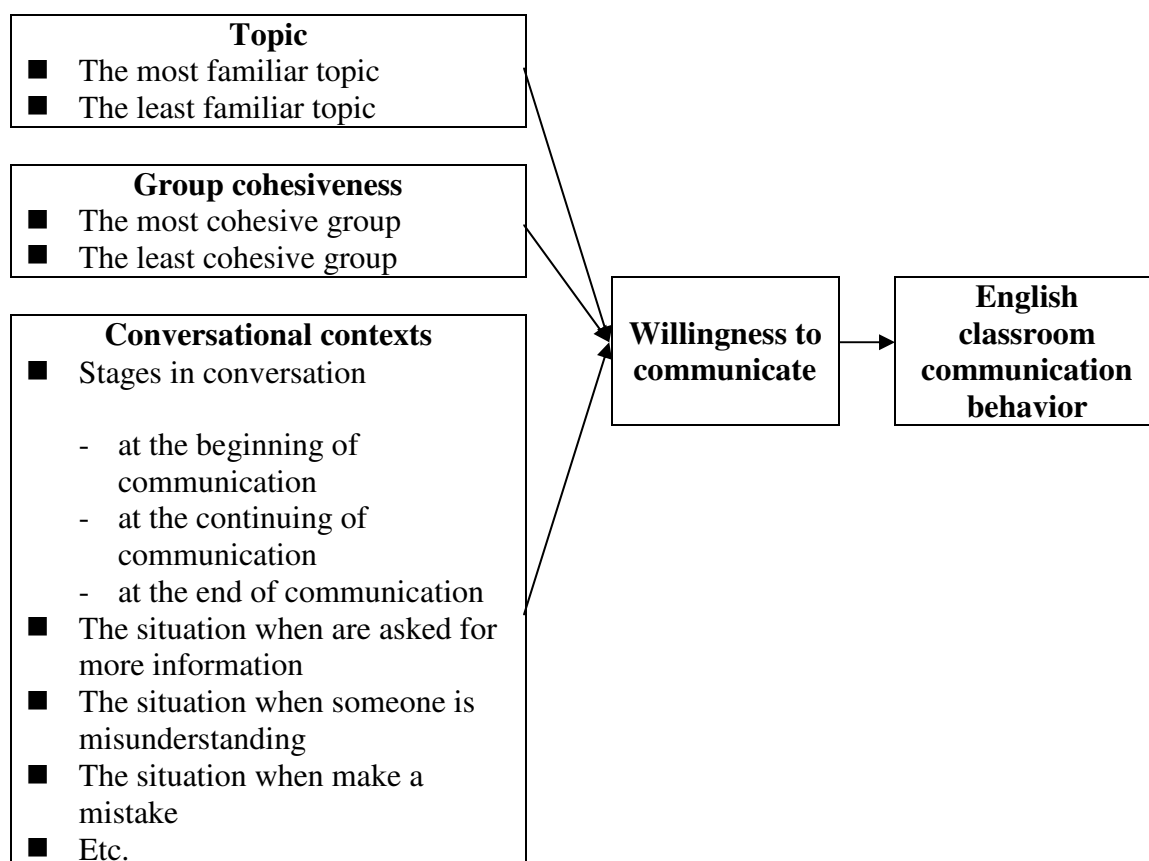 Topic
■ The most familiar topic
■ The least familiar topic
Group cohesiveness
■ The most cohesive group
■ The least cohesive group
Conversational contexts
■ Stages in conversation
- at the beginning of
communication
- at the continuing of
communication
- at the end of communication
■ The situation when are asked for
more information
■ The situation when someone is
misunderstanding
■ The situation when make a
mistake
■ Etc.
Willingness to
communicate
English
classroom
communication
behavior